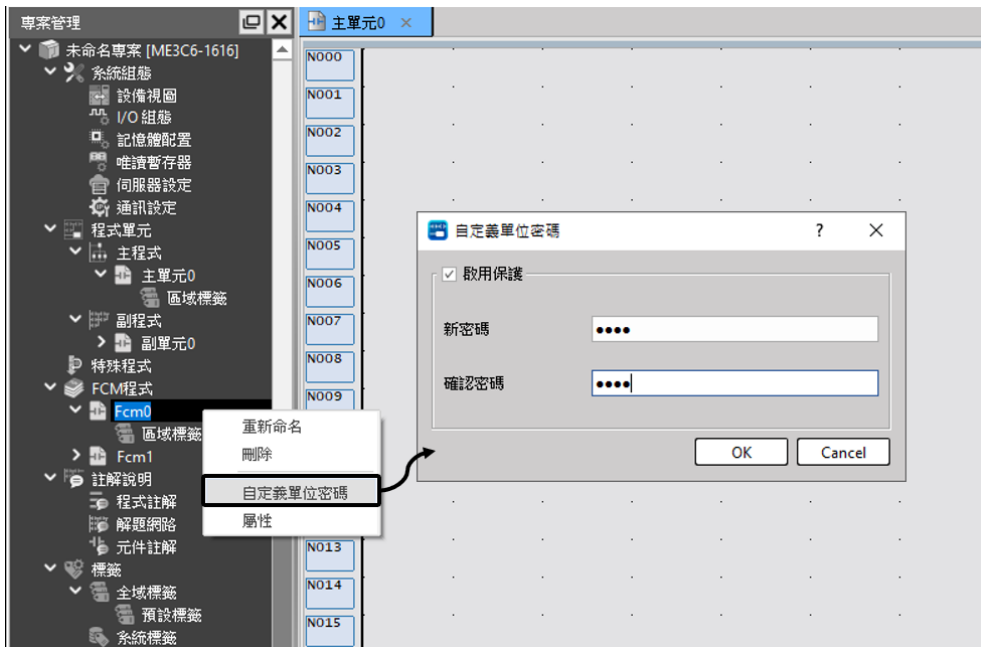 專案管理
未命名專案 [ME3C6-1616]
系統組態
設備視圖
I/O 組態
記憶體配置
唯讀暫存器
伺服器設定
通訊設定
程式單元
主程式
主單元0
區域標籤
副程式
副單元0
特殊程式
FCM程式
Fcm0
區域標籤
Fcm1
註解說明
程式註解
解題網路
元件註解
標籤
全域標籤
預設標籤
系統標籤
重新命名
刪除
自定義單位密碼
屬性
主單元0
N000
N001
N002
N003
N004
N005
N006
N007
N008
N009
N013
N014
N015
自定義單位密碼
啟用保護
新密碼
確認密碼
OK Cancel